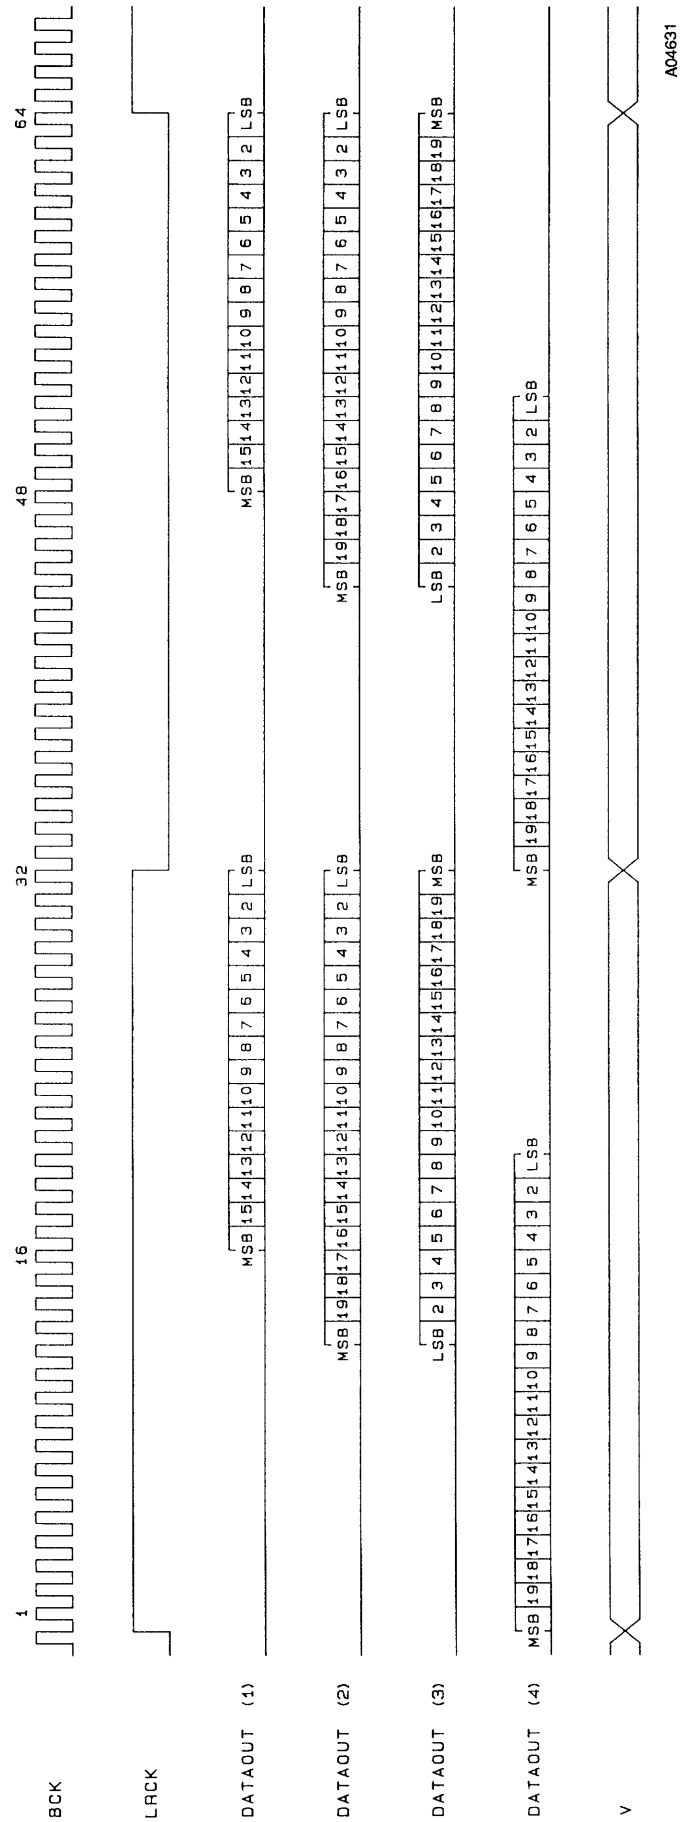 1 16 32 48 64
BCK
LRCK
DATAOUT (1) MSB 15 14 13 12 11 10 9 8 7 6 5 4 3 2 LSB MSB 15 14 13 12 11 10 9 8 7 6 5 4 3 2 LSB
DATAOUT (2) MSB 19 18 17 16 15 14 13 12 11 10 9 8 7 6 5 4 3 2 LSB MSB 19 18 17 16 15 14 13 12 11 10 9 8 7 6 5 4 3 2 LSB
DATAOUT (3) LSB 2 3 4 5 6 7 8 9 10 11 12 13 14 15 16 17 18 19 MSB LSB 2 3 4 5 6 7 8 9 10 11 12 13 14 15 16 17 18 19 MSB
DATAOUT (4) MSB 19 18 17 16 15 14 13 12 11 10 9 8 7 6 5 4 3 2 LSB MSB 19 18 17 16 15 14 13 12 11 10 9 8 7 6 5 4 3 2 LSB
V
A04631